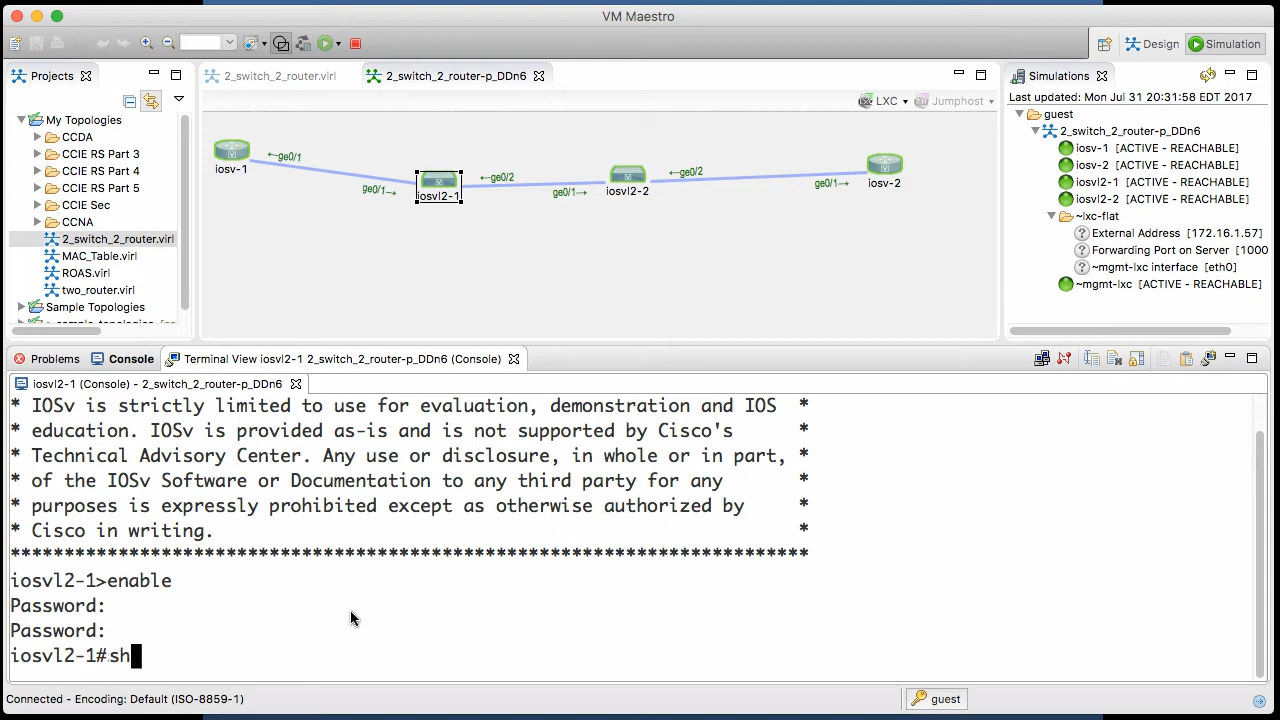 VM Maestro
Design
Simulation
Projects
2_switch_2_router.virl
2_switch_2_router-p_DDn6
Simulations
LXC
Jumphost
Last updated: Mon Jul 31 20:31:58 EDT 2017
My Topologies
CCDA
CCIE RS Part 3
CCIE RS Part 4
CCIE RS Part 5
CCIE Sec
CCNA
2_switch_2_router.virl
MAC_Table.virl
ROAS.virl
two_router.virl
Sample Topologies
iosv-1
←ge0/1
ge0/1→
iosvl2-1
←ge0/2
ge0/1→
iosvl2-2
←ge0/2
ge0/1→
iosv-2
guest
2_switch_2_router-p_DDn6
iosv-1 [ACTIVE - REACHABLE]
iosv-2 [ACTIVE - REACHABLE]
iosvl2-1 [ACTIVE - REACHABLE]
iosvl2-2 [ACTIVE - REACHABLE]
~lxc-flat
External Address [172.16.1.57]
Forwarding Port on Server [1000
~mgmt-lxc interface [eth0]
~mgmt-lxc [ACTIVE - REACHABLE]
Problems
Console
Terminal View iosvl2-1 2_switch_2_router-p_DDn6 (Console)
iosvl2-1 (Console) - 2_switch_2_router-p_DDn6
* IOSv is strictly limited to use for evaluation, demonstration and IOS *
* education. IOSv is provided as-is and is not supported by Cisco's *
* Technical Advisory Center. Any use or disclosure, in whole or in part, *
* of the IOSv Software or Documentation to any third party for any *
* purposes is expressly prohibited except as otherwise authorized by *
* Cisco in writing. *
**************************************************************************
iosvl2-1>enable
Password:
Password:
iosvl2-1#sh
Connected - Encoding: Default (ISO-8859-1)
guest